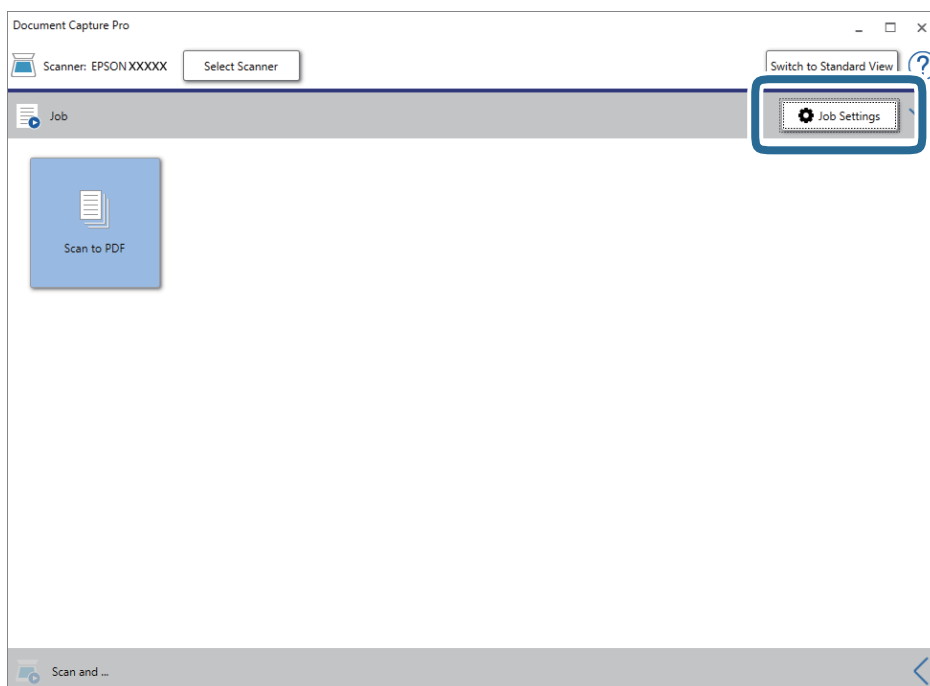 Document Capture Pro
Scanner: EPSON XXXXX
Select Scanner
Switch to Standard View
?
Job
Job Settings
Scan to PDF
Scan and ...